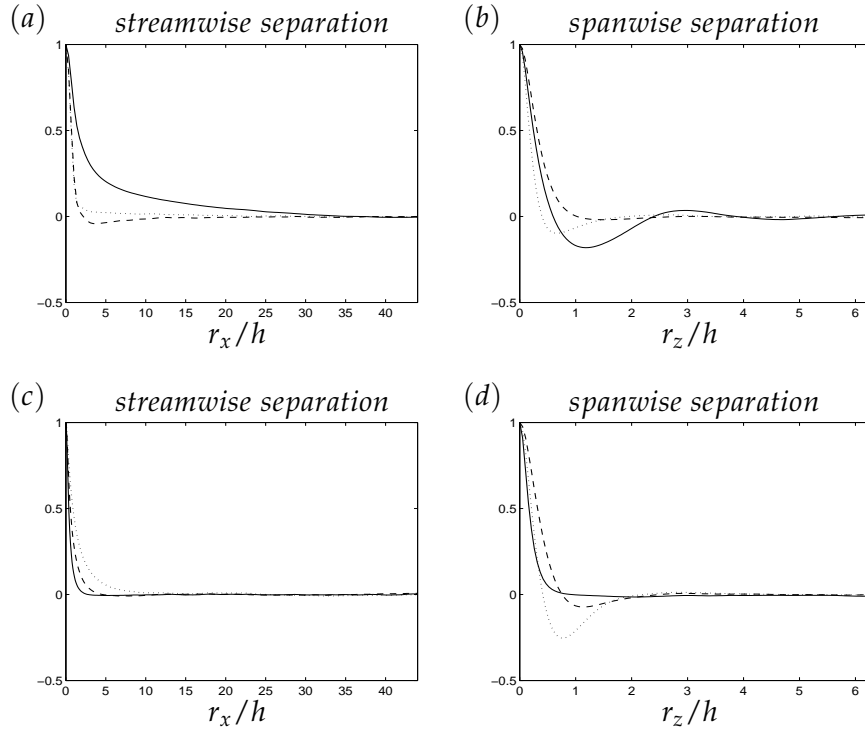 (a) streamwise separation
1
0.5
0
−0.5
0 5 10 15 20 25 30 35 40
r_x/h
(b) spanwise separation
1
0.5
0
−0.5
0 1 2 3 4 5 6
r_z/h
(c) streamwise separation
1
0.5
0
−0.5
0 5 10 15 20 25 30 35 40
r_x/h
(d) spanwise separation
1
0.5
0
−0.5
0 1 2 3 4 5 6
r_z/h